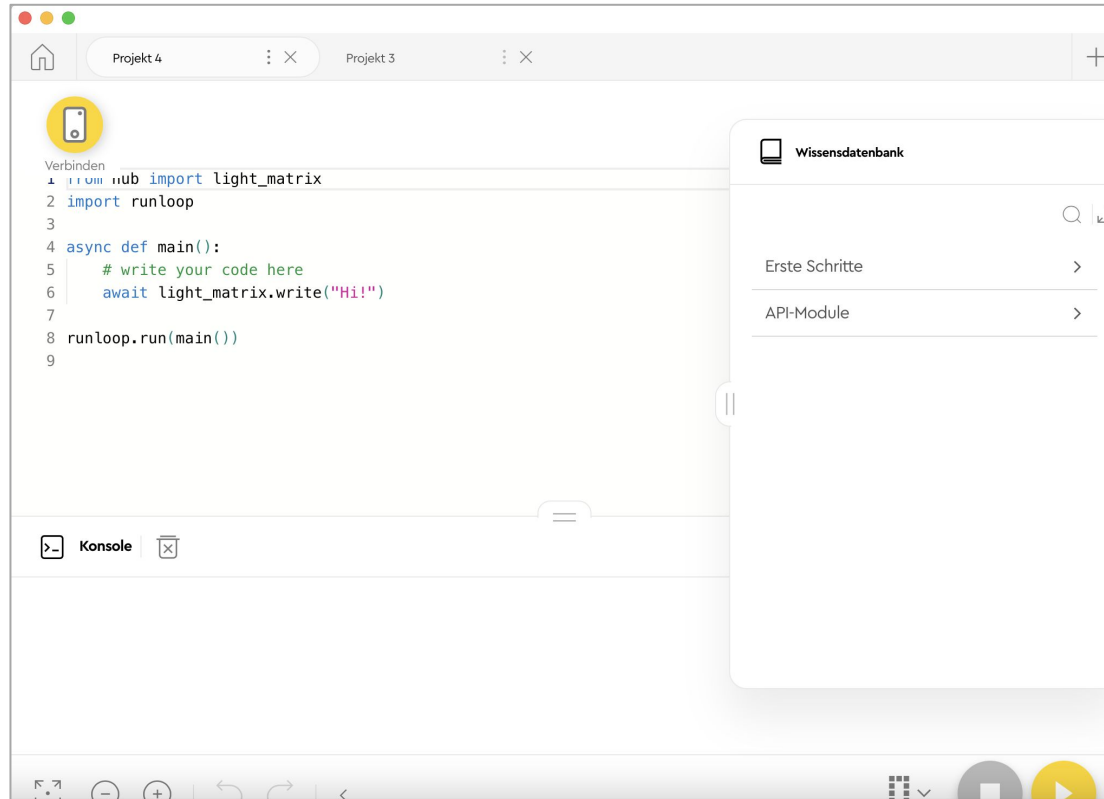 Projekt 4
Projekt 3
Verbinden
1 from hub import light_matrix
2 import runloop
3
4 async def main():
5 # write your code here
6 await light_matrix.write("Hi!")
7
8 runloop.run(main())
9
Wissensdatenbank
Erste Schritte
API-Module
Konsole